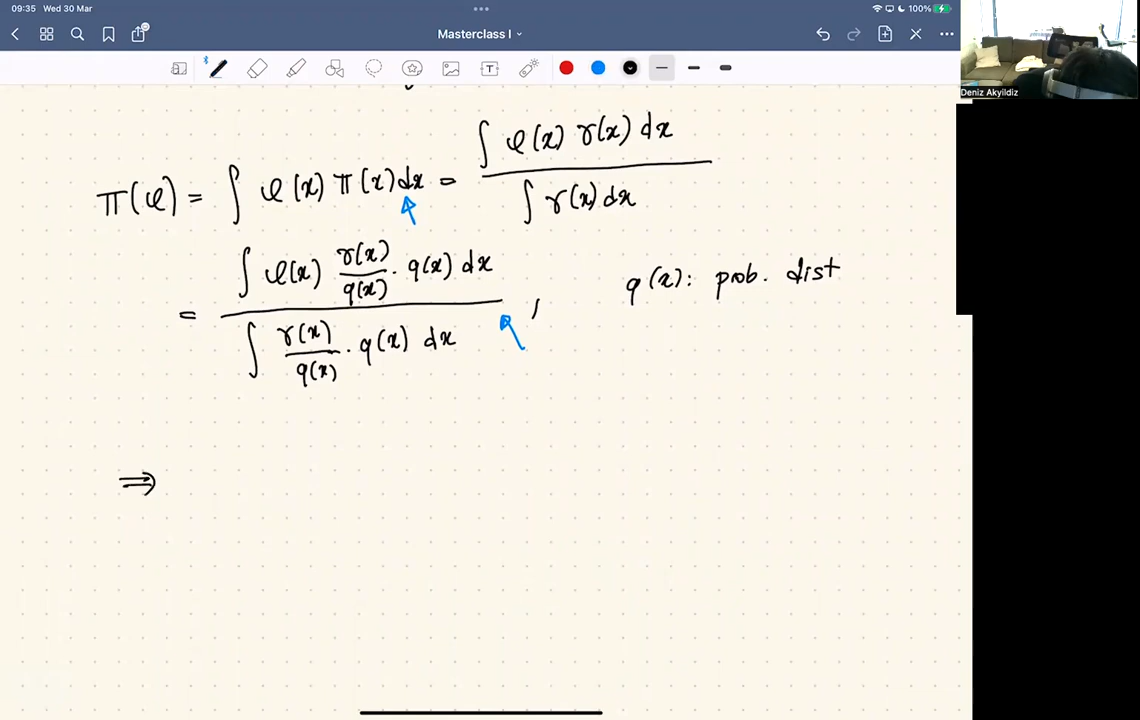 09:35 Wed 30 Mar
100%
Masterclass I
Deniz Akyildiz
π(φ) = ∫ φ(x) π(x) dx = ∫ φ(x) γ(x) dx / ∫ γ(x) dx
= ∫ φ(x) γ(x)/q(x) · q(x) dx / ∫ γ(x)/q(x) · q(x) dx , q(x): prob. dist
⇒